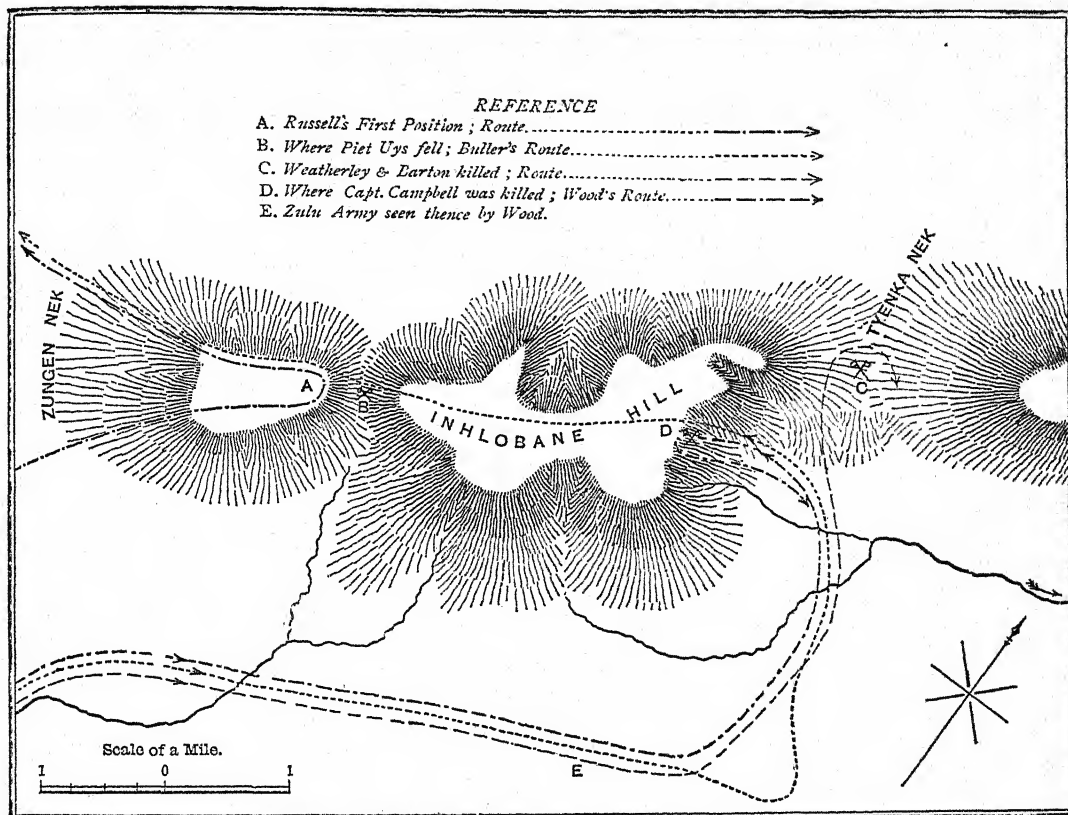 REFERENCE
A. Russell's First Position; Route
B. Where Piet Uys fell; Buller's Route
C. Weatherley & Barton killed; Route
D. Where Capt. Campbell was killed; Wood's Route
E. Zulu Army seen thence by Wood.
ZUNGEN NEK
TYENKA NEK
A
B
C
INHLOBANE HILL
D
E
Scale of a Mile.
1 0 1